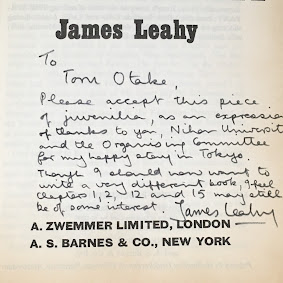 James Leahy
To
Tom Otake,
Please accept this piece
of juvenilia, as an expression
of thanks to you, Nihon Universit
and the Organising Committee
for my happy stay in Tokyo.
Though I should now want to
write a very different book, I feel
chapters 1, 2, 12 and 15 may still
be of some interest. James Leahy
A. ZWEMMER LIMITED, LONDON
A. S. BARNES & CO., NEW YORK